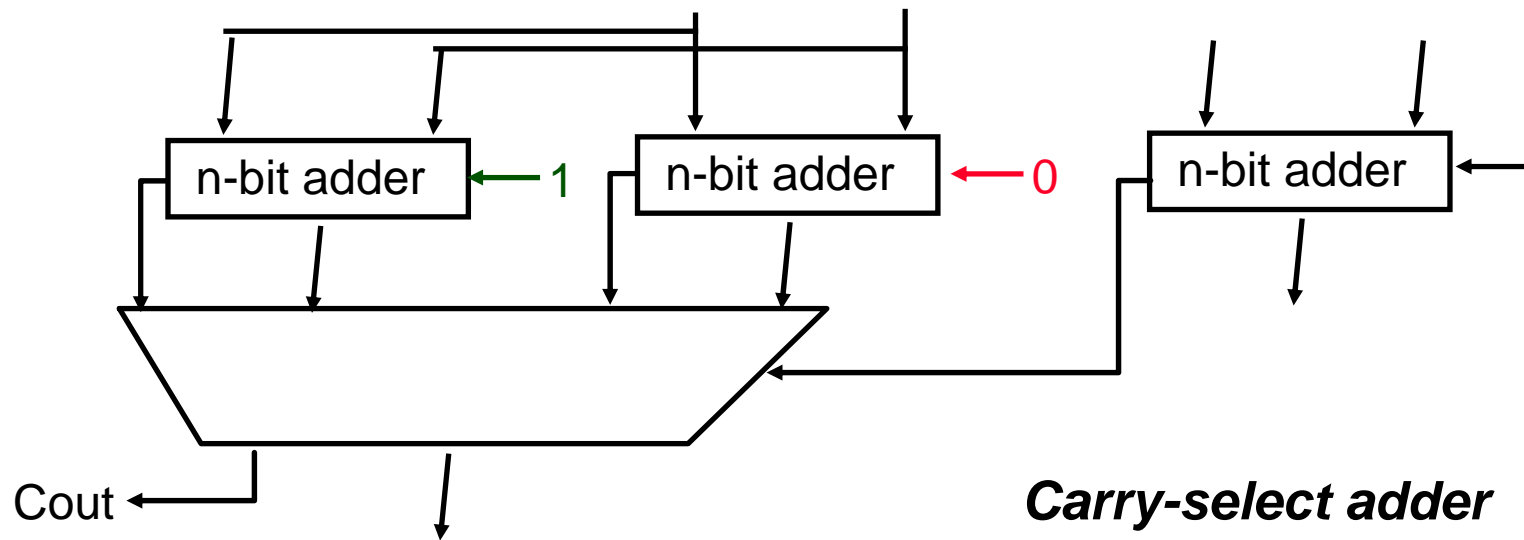 n-bit adder 1 n-bit adder 0 n-bit adder
Cout
Carry-select adder